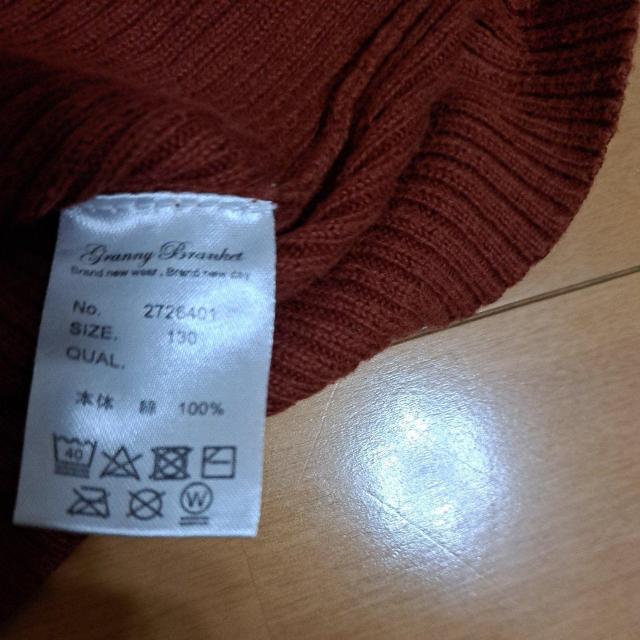 Granny Branket
Brand new wear, Brand new day
No. 2726401
SIZE. 130
QUAL.
本体 綿 100%
40
W